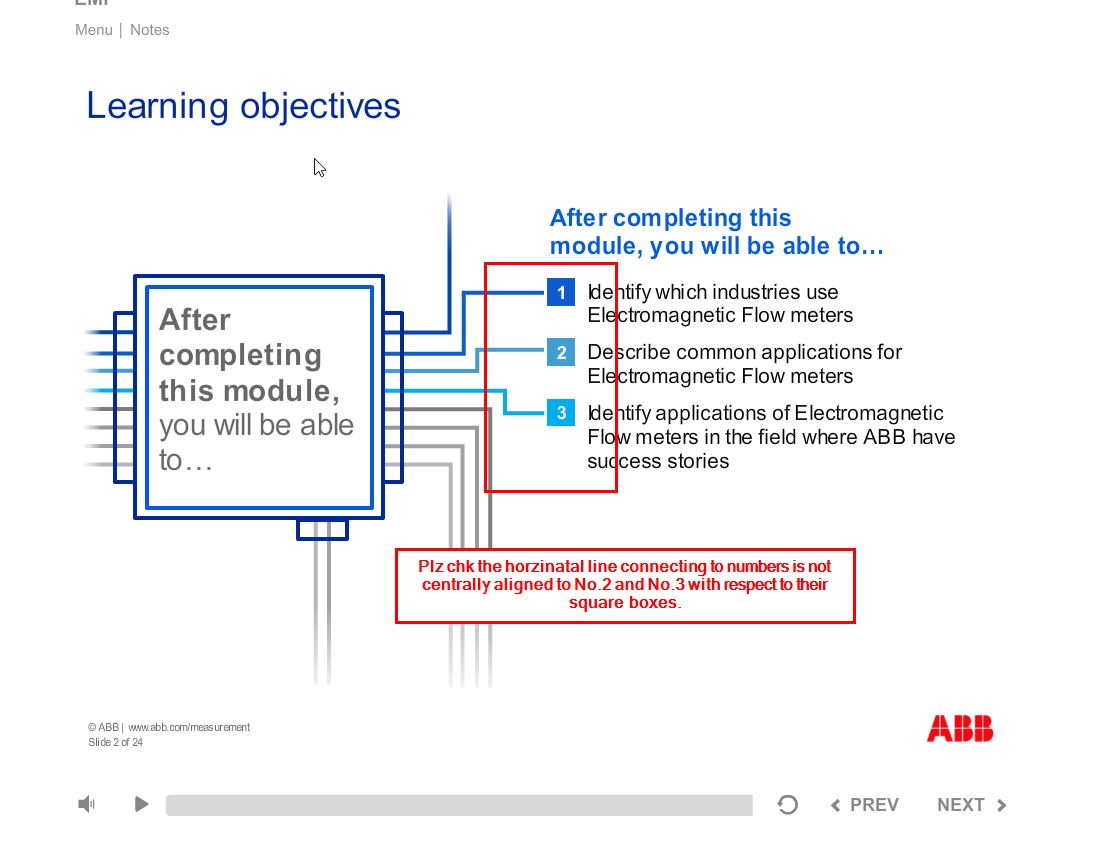 Menu | Notes
Learning objectives
After completing this
module, you will be able to…
After
completing
this module,
you will be able
to…
1
Identify which industries use
Electromagnetic Flow meters
2
Describe common applications for
Electromagnetic Flow meters
3
Identify applications of Electromagnetic
Flow meters in the field where ABB have
success stories
Plz chk the horzinatal line connecting to numbers is not
centrally aligned to No.2 and No.3 with respect to their
square boxes.
© ABB | www.abb.com/measurement
Slide 2 of 24
ABB
PREV
NEXT